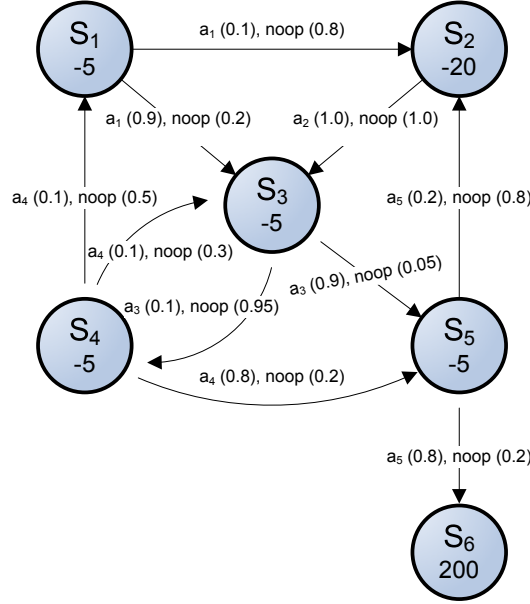 S1
-5
a1 (0.1), noop (0.8)
S2
-20
a1 (0.9), noop (0.2)
a2 (1.0), noop (1.0)
S3
-5
a4 (0.1), noop (0.5)
a5 (0.2), noop (0.8)
a4 (0.1), noop (0.3)
a3 (0.9), noop (0.05)
a3 (0.1), noop (0.95)
S4
-5
S5
-5
a4 (0.8), noop (0.2)
a5 (0.8), noop (0.2)
S6
200